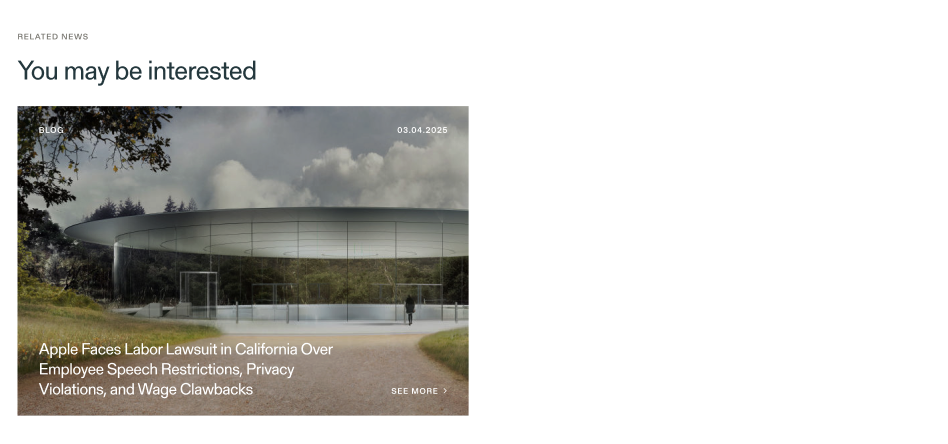 RELATED NEWS
You may be interested
BLOG
03.04.2025
Apple Faces Labor Lawsuit in California Over
Employee Speech Restrictions, Privacy
Violations, and Wage Clawbacks
SEE MORE >